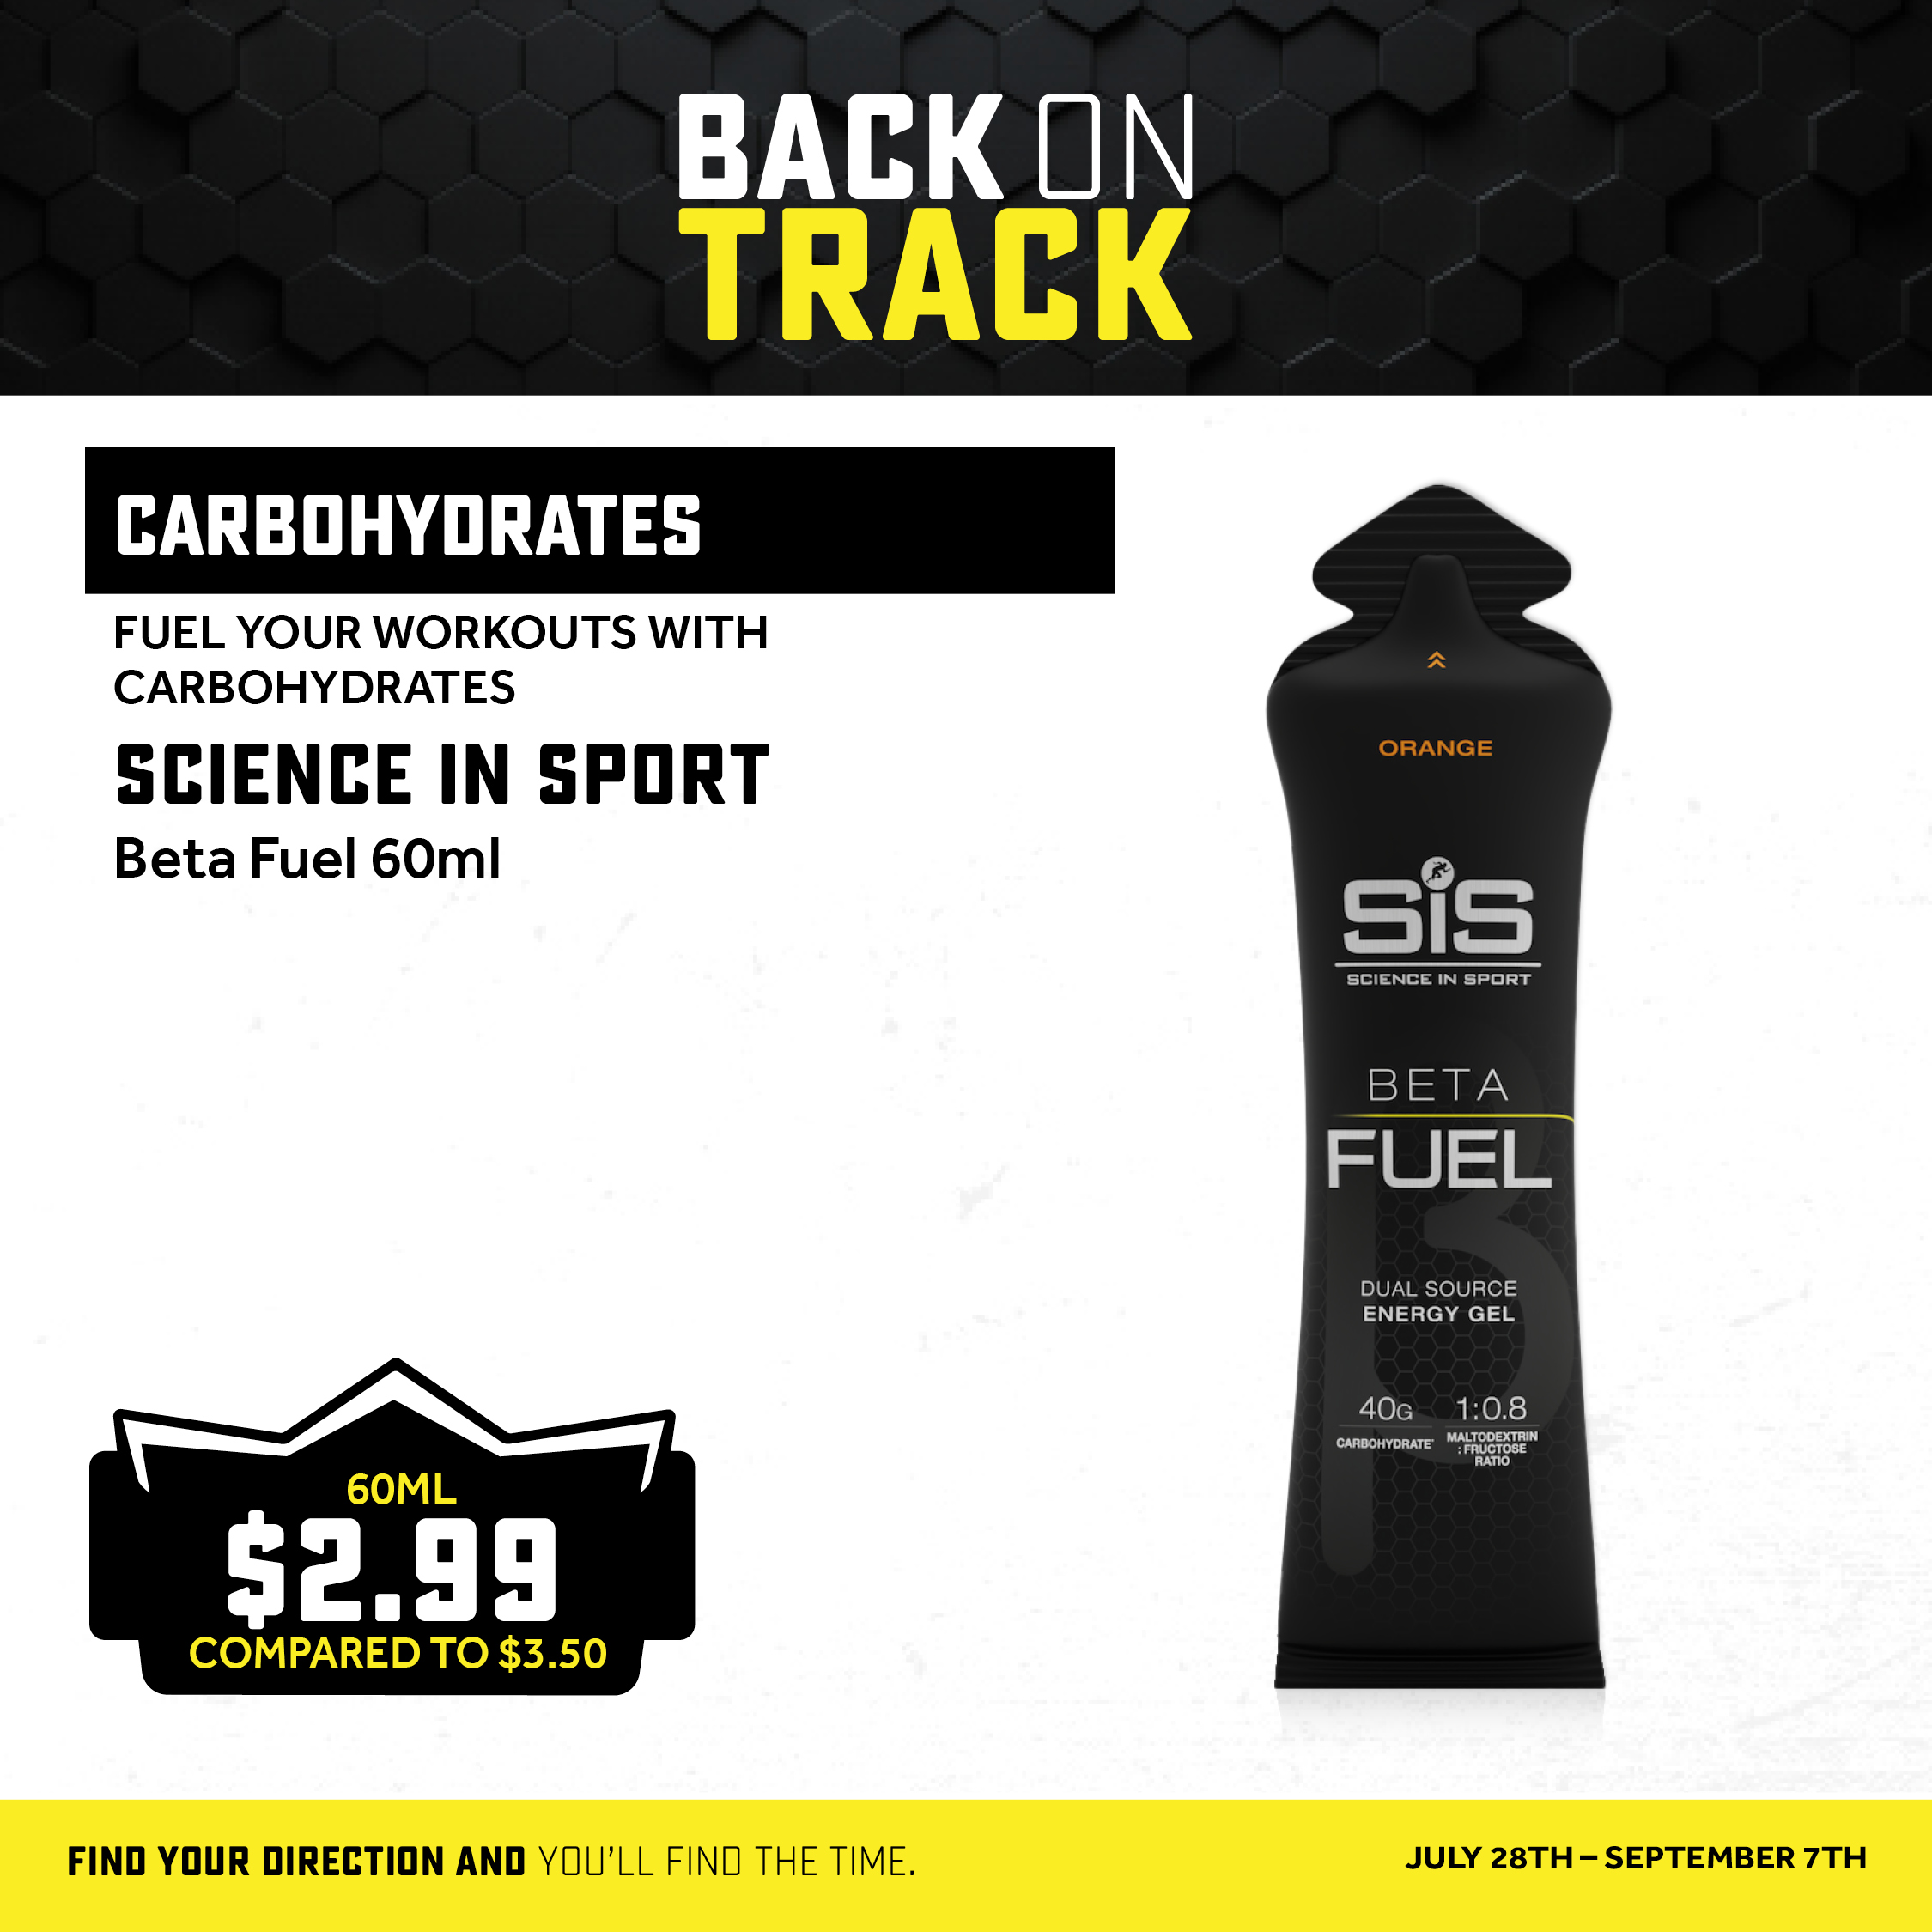 BACK ON
TRACK
CARBOHYDRATES
FUEL YOUR WORKOUTS WITH
CARBOHYDRATES
SCIENCE IN SPORT
Beta Fuel 60ml
ORANGE
SiS
SCIENCE IN SPORT
BETA
FUEL
DUAL SOURCE
ENERGY GEL
40G
CARBOHYDRATE*
1:0.8
MALTODEXTRIN
: FRUCTOSE
RATIO
60ML
$2.99
COMPARED TO $3.50
FIND YOUR DIRECTION AND YOU'LL FIND THE TIME.
JULY 28TH – SEPTEMBER 7TH